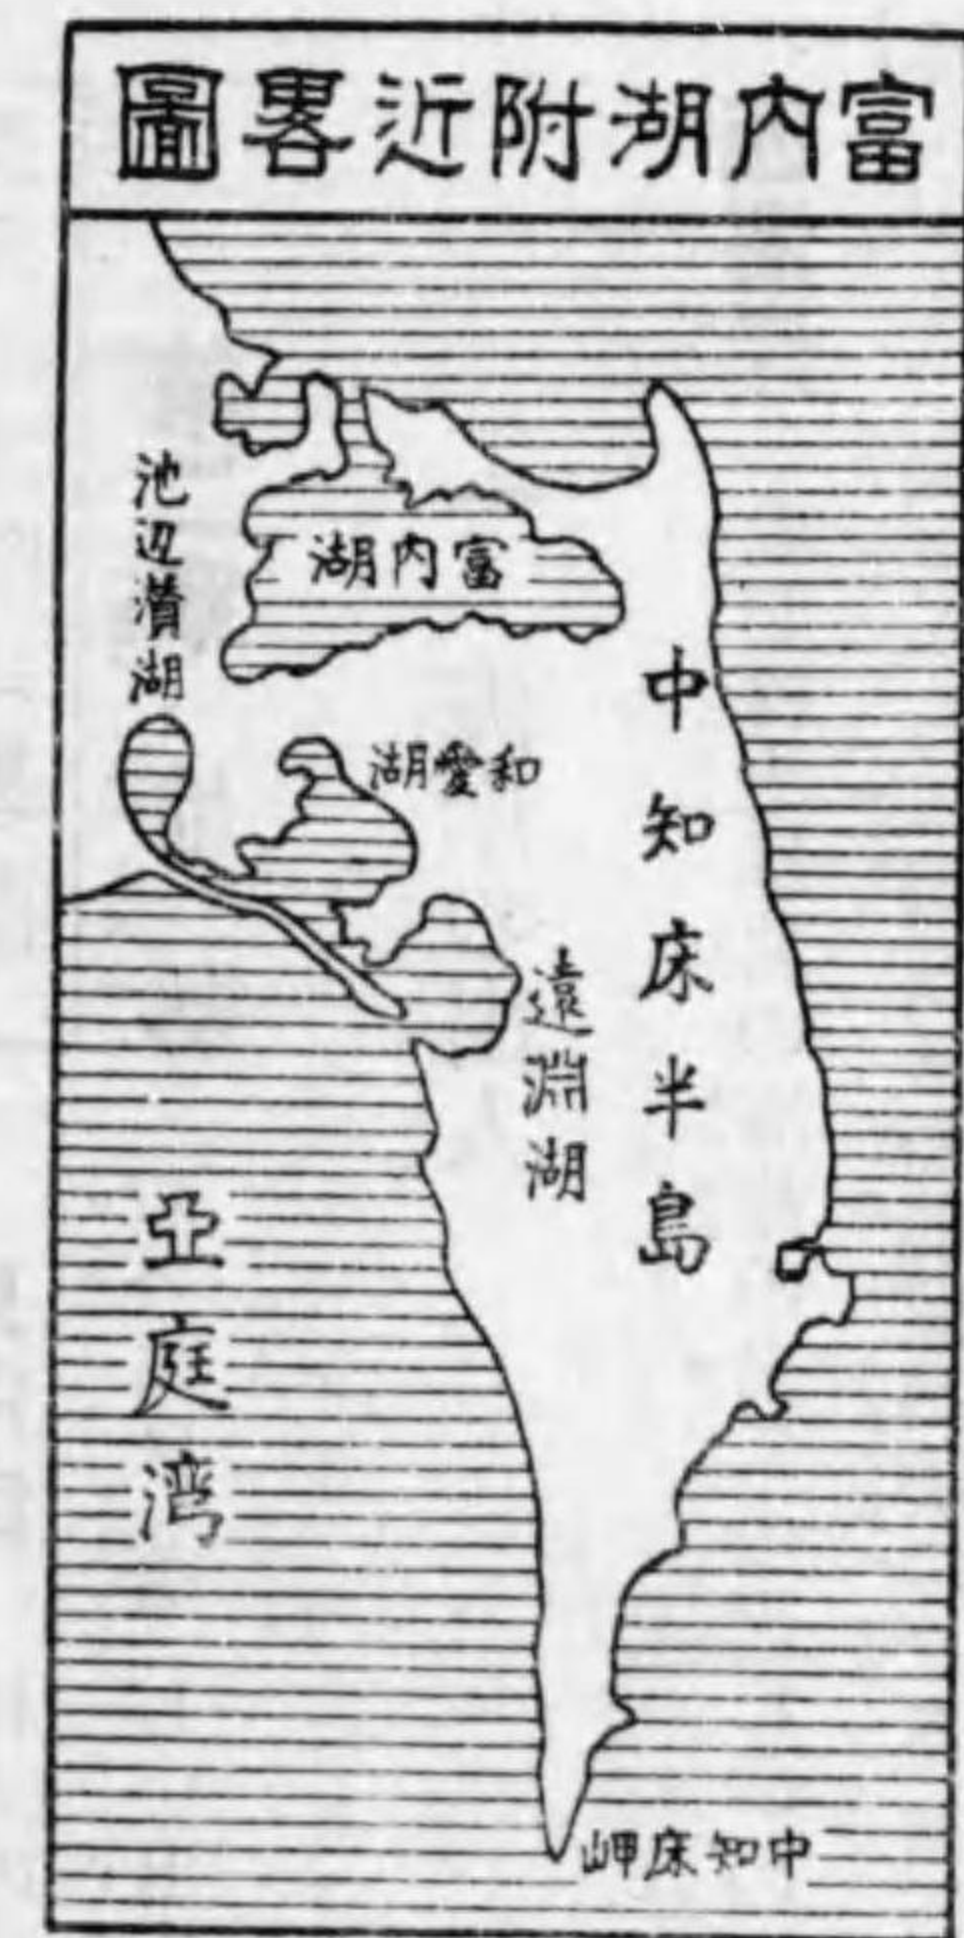 富内湖附近畧圖
富内湖
池辺讃湖
和愛湖
中知床半島
遠淵湖
亞庭湾
中知床岬